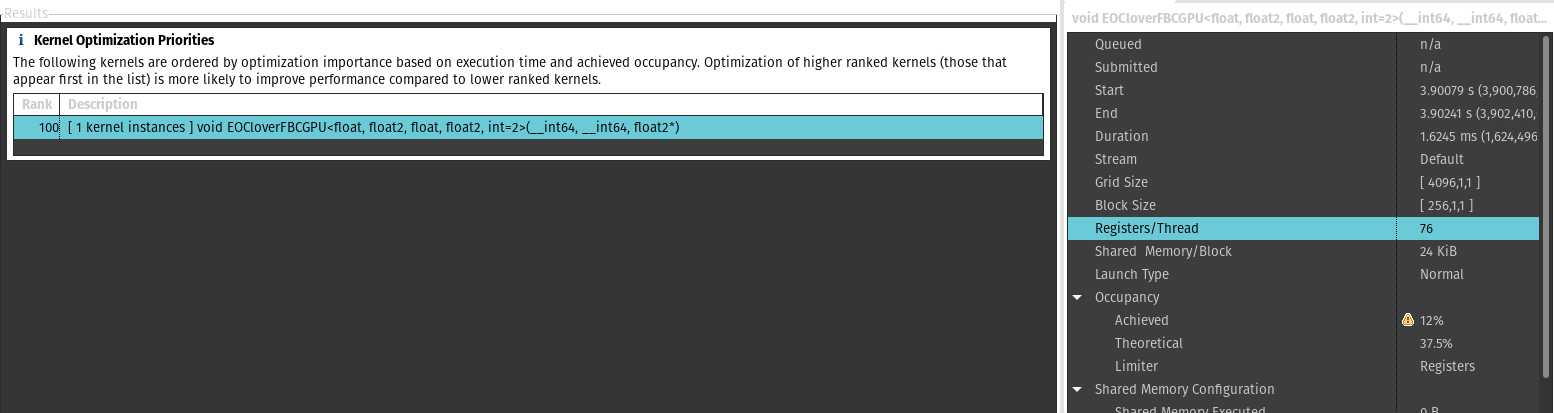 Results
i Kernel Optimization Priorities
The following kernels are ordered by optimization importance based on execution time and achieved occupancy. Optimization of higher ranked kernels (those that
appear first in the list) is more likely to improve performance compared to lower ranked kernels.
Rank Description
100 [ 1 kernel instances ] void EOCloverFBCGPU<float, float2, float, float2, int=2>(__int64, __int64, float2*)
void EOCloverFBCGPU<float, float2, float, float2, int=2>(__int64, __int64, float...
Queued n/a
Submitted n/a
Start 3.90079 s (3,900,786,
End 3.90241 s (3,902,410,
Duration 1.6245 ms (1,624,496
Stream Default
Grid Size [ 4096,1,1 ]
Block Size [ 256,1,1 ]
Registers/Thread 76
Shared Memory/Block 24 KiB
Launch Type Normal
Occupancy
Achieved 12%
Theoretical 37.5%
Limiter Registers
Shared Memory Configuration
Shared Memory Executed 0 B